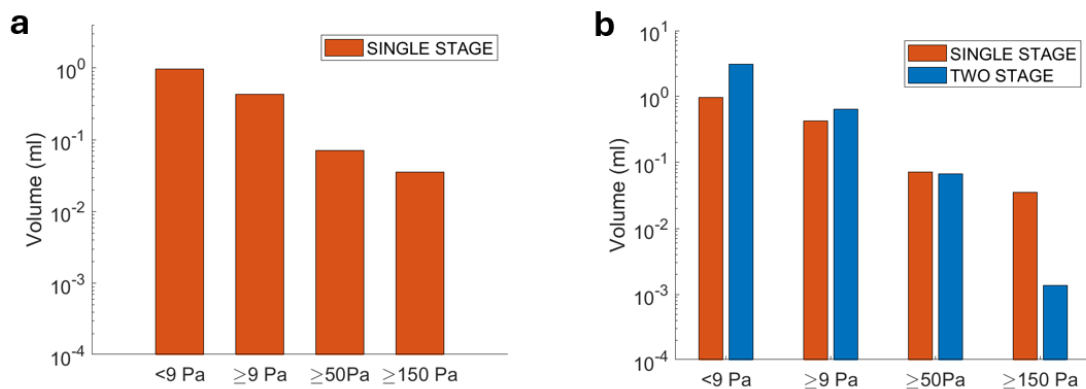 a
SINGLE STAGE
Volume (ml)
10^0
10^-1
10^-2
10^-3
10^-4
<9 Pa
≥9 Pa
≥50Pa
≥150 Pa
b
SINGLE STAGE
TWO STAGE
Volume (ml)
10^1
10^0
10^-1
10^-2
10^-3
10^-4
<9 Pa
≥9 Pa
≥50Pa
≥150 Pa